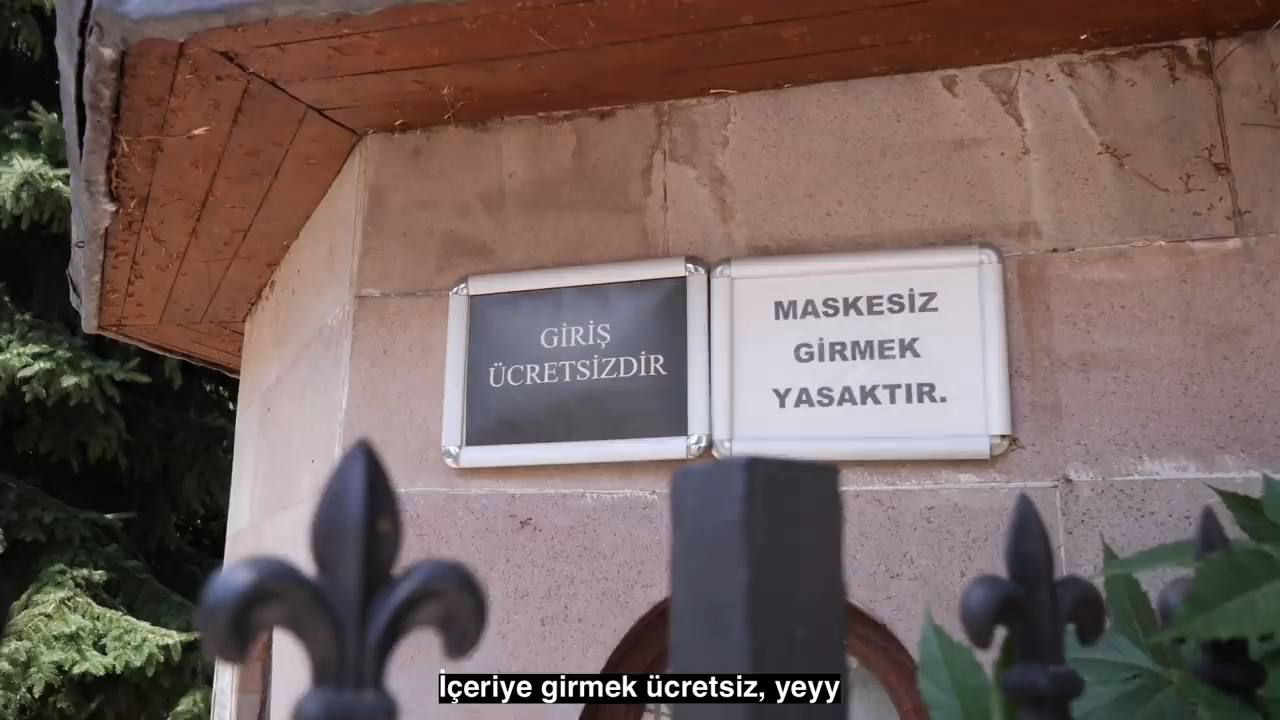 GİRİŞ
ÜCRETSİZDİR
MASKESİZ
GİRMEK
YASAKTIR.
İçeriye girmek ücretsiz, yeyy